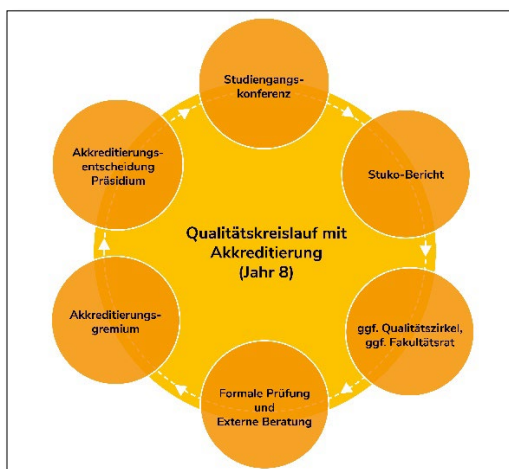 Studiengangs-
konferenz
Stuko-Bericht
ggf. Qualitätszirkel,
ggf. Fakultätsrat
Formale Prüfung
und
Externe Beratung
Akkreditierungs-
gremium
Akkreditierungs-
entscheidung
Präsidium
Qualitätskreislauf mit
Akkreditierung
(Jahr 8)